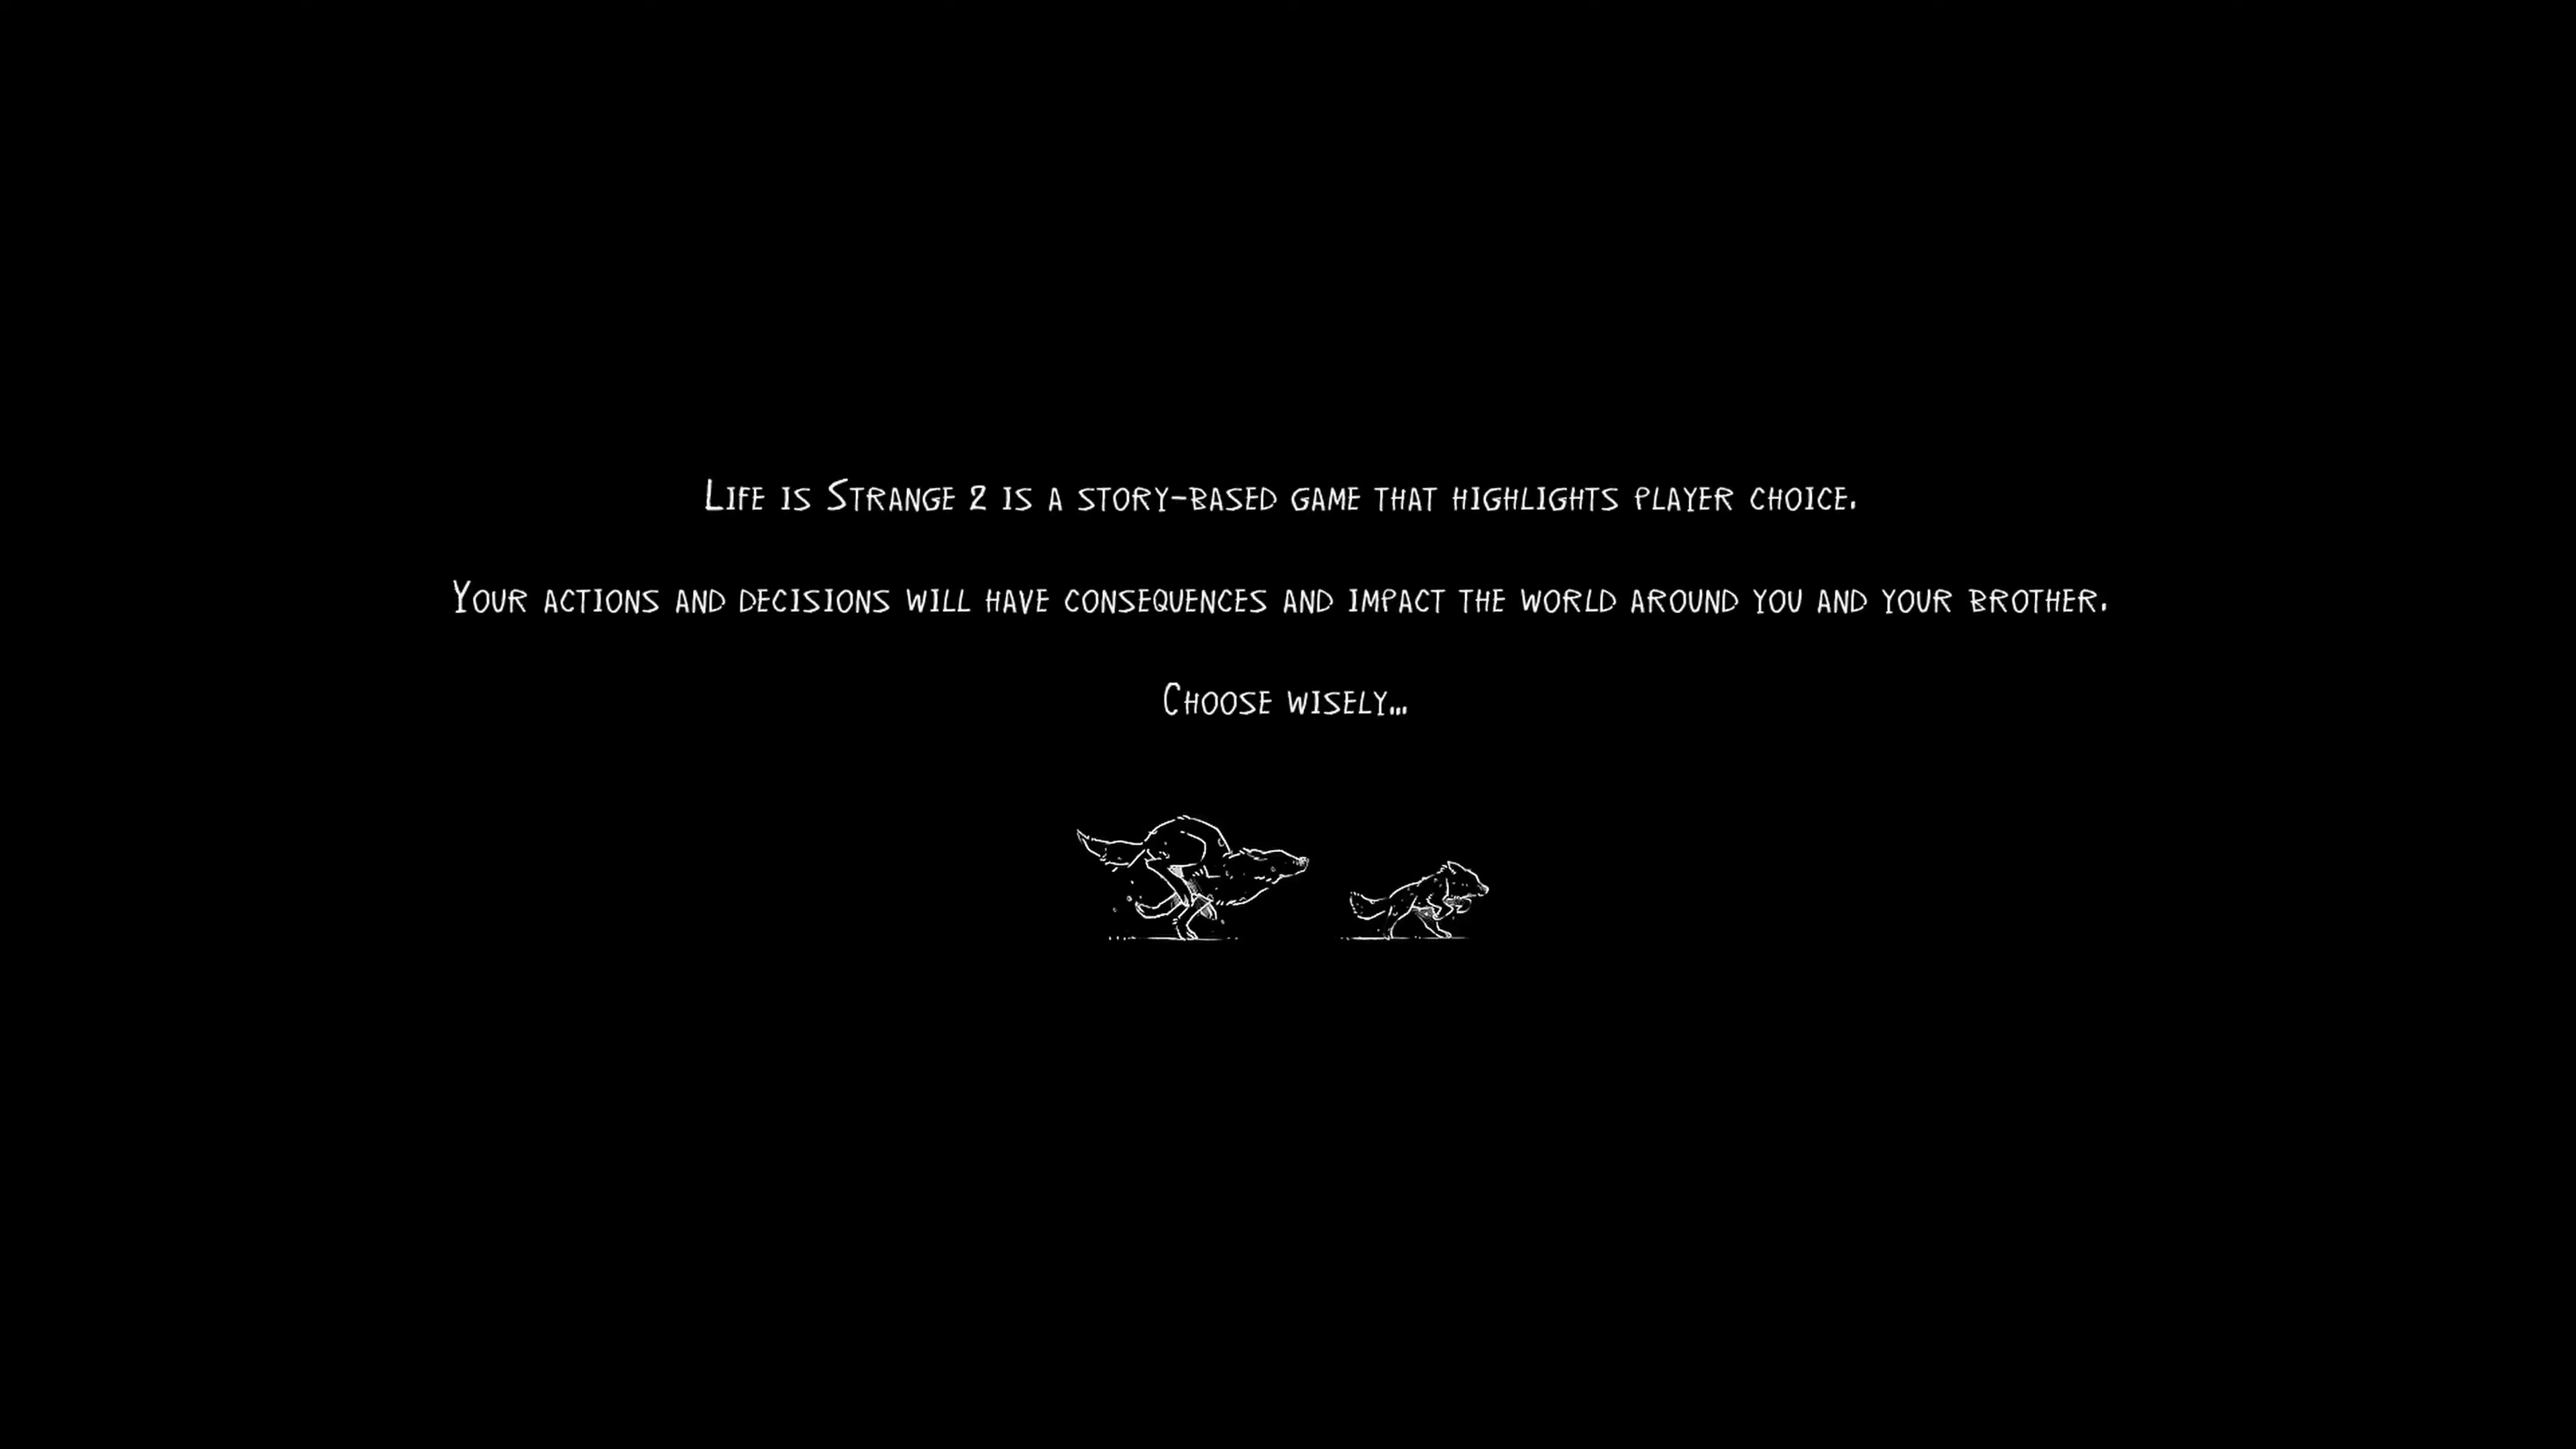 Life is Strange 2 is a story-based game that highlights player choice.
Your actions and decisions will have consequences and impact the world around you and your brother.
Choose wisely...